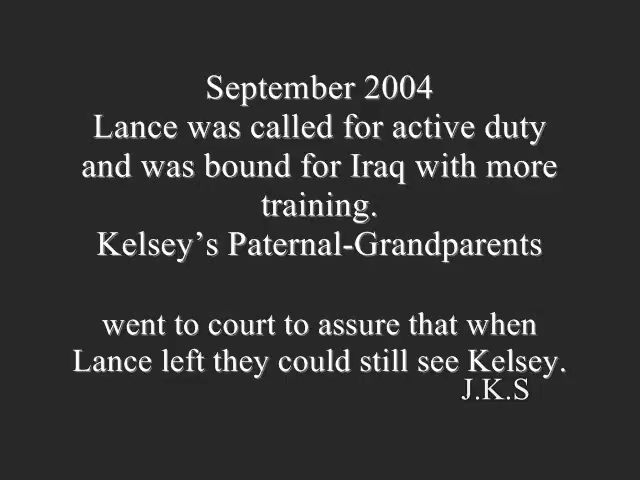 September 2004
Lance was called for active duty
and was bound for Iraq with more
training.
Kelsey’s Paternal-Grandparents
went to court to assure that when
Lance left they could still see Kelsey.
J.K.S